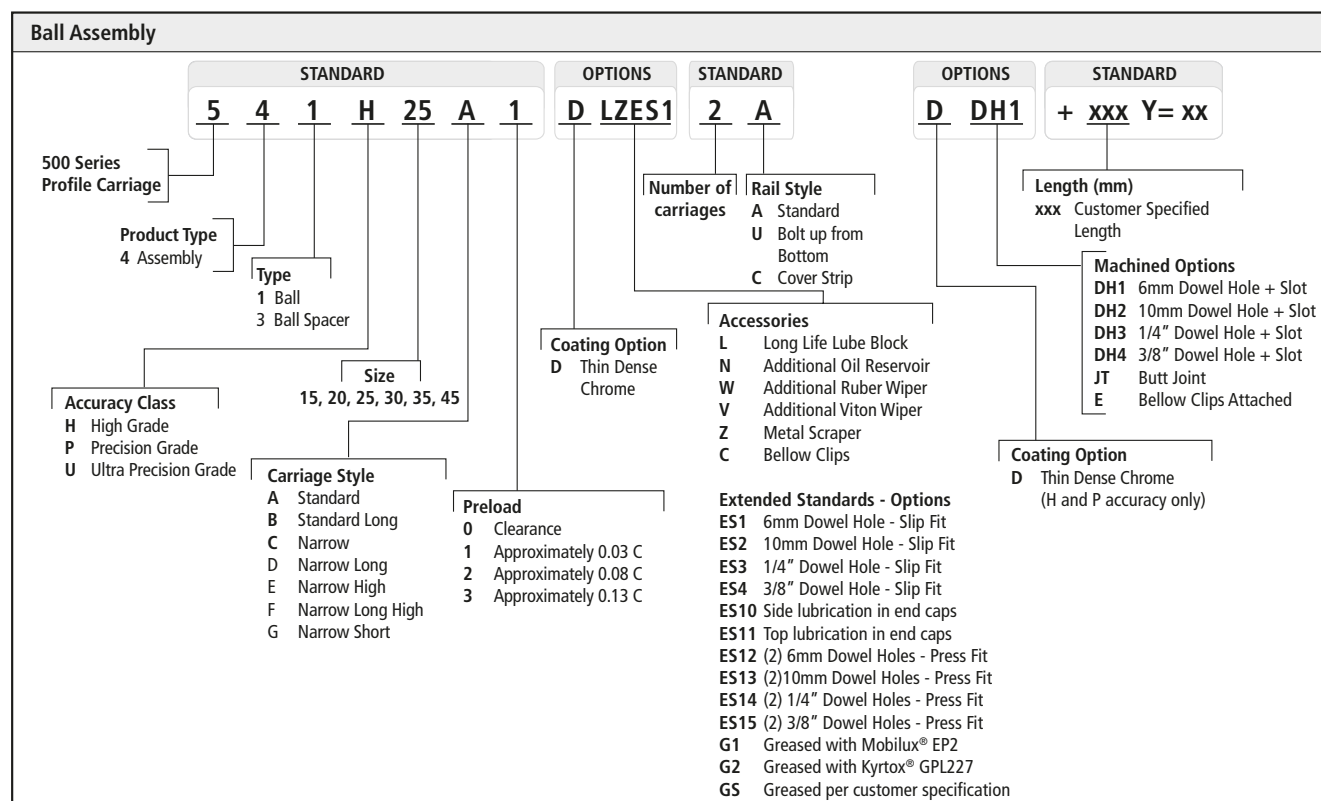 Ball Assembly
STANDARD OPTIONS STANDARD OPTIONS STANDARD
5 4 1 H 25 A 1 D LZES1 2 A D DH1 + xxx Y= xx
500 Series
Profile Carriage
Product Type
4 Assembly
Type
1 Ball
3 Ball Spacer
Accuracy Class
H High Grade
P Precision Grade
U Ultra Precision Grade
Size
15, 20, 25, 30, 35, 45
Carriage Style
A Standard
B Standard Long
C Narrow
D Narrow Long
E Narrow High
F Narrow Long High
G Narrow Short
Preload
0 Clearance
1 Approximately 0.03 C
2 Approximately 0.08 C
3 Approximately 0.13 C
Coating Option
D Thin Dense
Chrome
Number of
carriages
Rail Style
A Standard
U Bolt up from
Bottom
C Cover Strip
Accessories
L Long Life Lube Block
N Additional Oil Reservoir
W Additional Ruber Wiper
V Additional Viton Wiper
Z Metal Scraper
C Bellow Clips
Extended Standards - Options
ES1 6mm Dowel Hole - Slip Fit
ES2 10mm Dowel Hole - Slip Fit
ES3 1/4” Dowel Hole - Slip Fit
ES4 3/8” Dowel Hole - Slip Fit
ES10 Side lubrication in end caps
ES11 Top lubrication in end caps
ES12 (2) 6mm Dowel Holes - Press Fit
ES13 (2)10mm Dowel Holes - Press Fit
ES14 (2) 1/4” Dowel Holes - Press Fit
ES15 (2) 3/8” Dowel Holes - Press Fit
G1 Greased with Mobilux® EP2
G2 Greased with Kyrtox® GPL227
GS Greased per customer specification
Length (mm)
xxx Customer Specified
Length
Machined Options
DH1 6mm Dowel Hole + Slot
DH2 10mm Dowel Hole + Slot
DH3 1/4” Dowel Hole + Slot
DH4 3/8” Dowel Hole + Slot
JT Butt Joint
E Bellow Clips Attached
Coating Option
D Thin Dense Chrome
(H and P accuracy only)